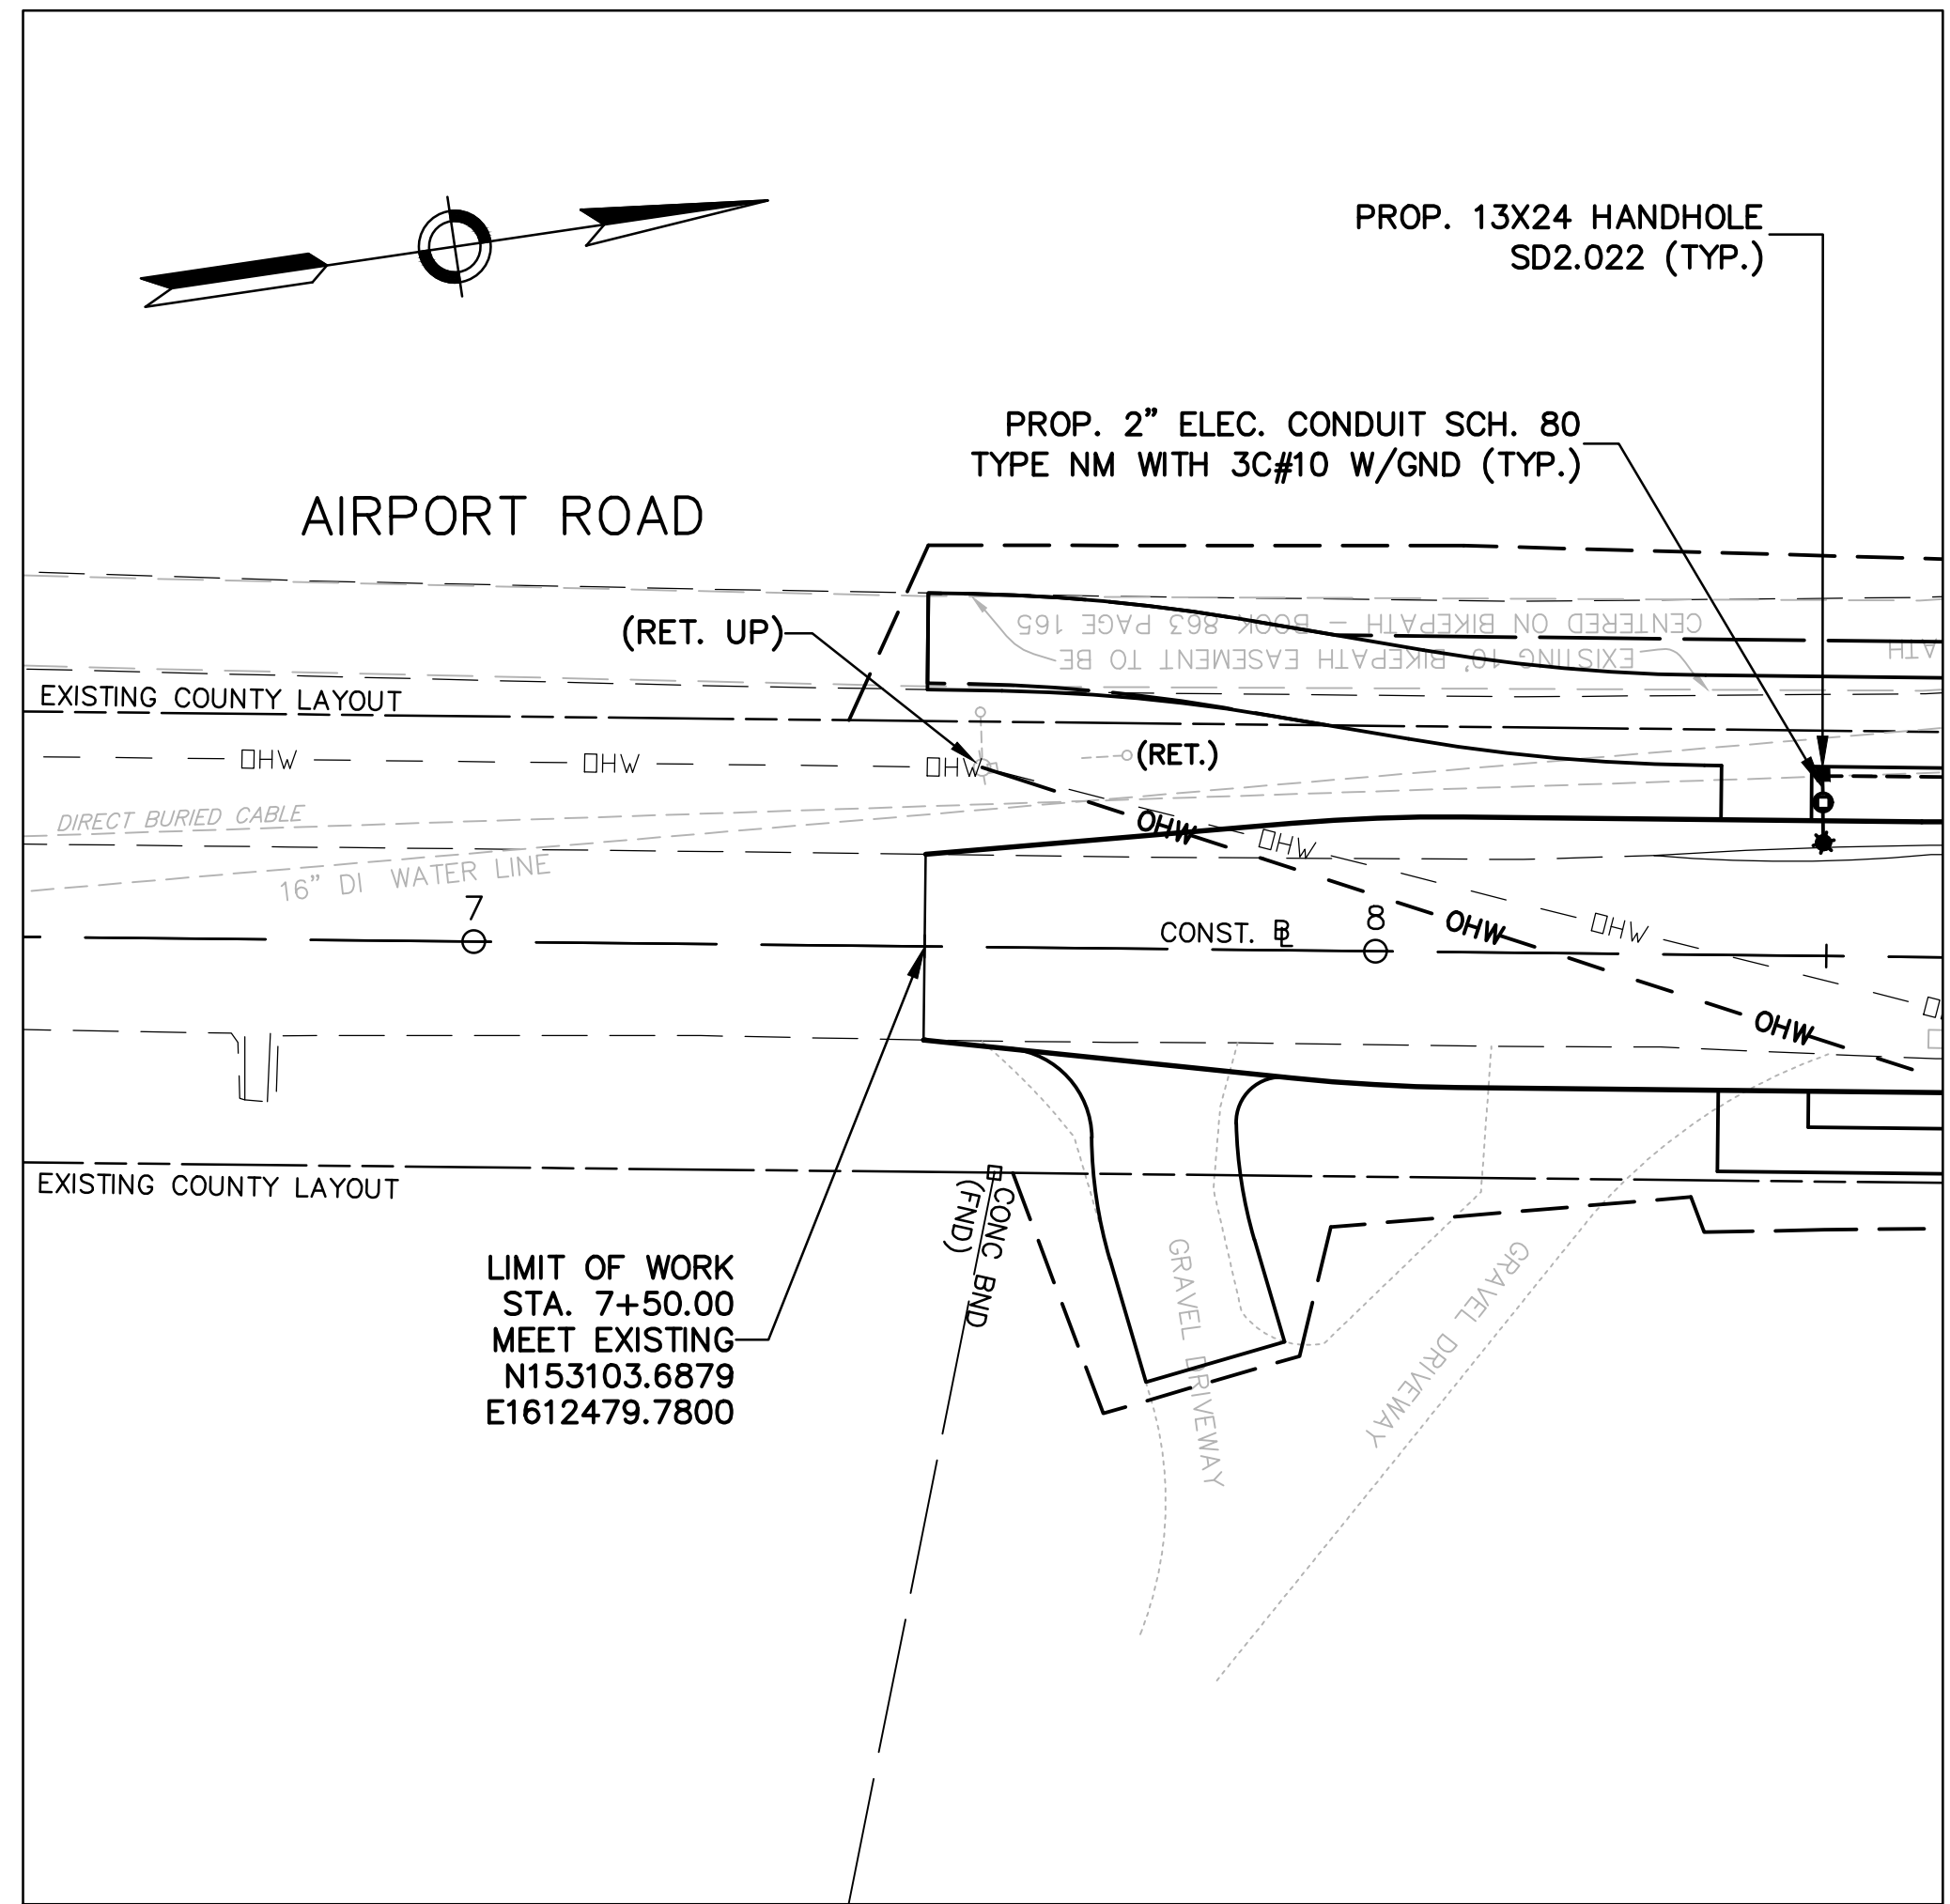 PROP. 13X24 HANDHOLE
SD2.022 (TYP.)
PROP. 2" ELEC. CONDUIT SCH. 80
TYPE NM WITH 3C#10 W/GND (TYP.)
AIRPORT ROAD
(RET. UP)
EXISTING 10' BIKEPATH EASEMENT TO BE
CENTERED ON BIKEPATH – BOOK 863 PAGE 165
ATH
EXISTING COUNTY LAYOUT
OHW
OHW
OHW
(RET.)
DIRECT BURIED CABLE
16" DI WATER LINE
OHW
OHW
7
CONST. BL
8
OHW
OHW
OHW
EXISTING COUNTY LAYOUT
CONC BND
(FND)
LIMIT OF WORK
STA. 7+50.00
MEET EXISTING
N153103.6879
E1612479.7800
GRAVEL DRIVEWAY
GRAVEL DRIVEWAY